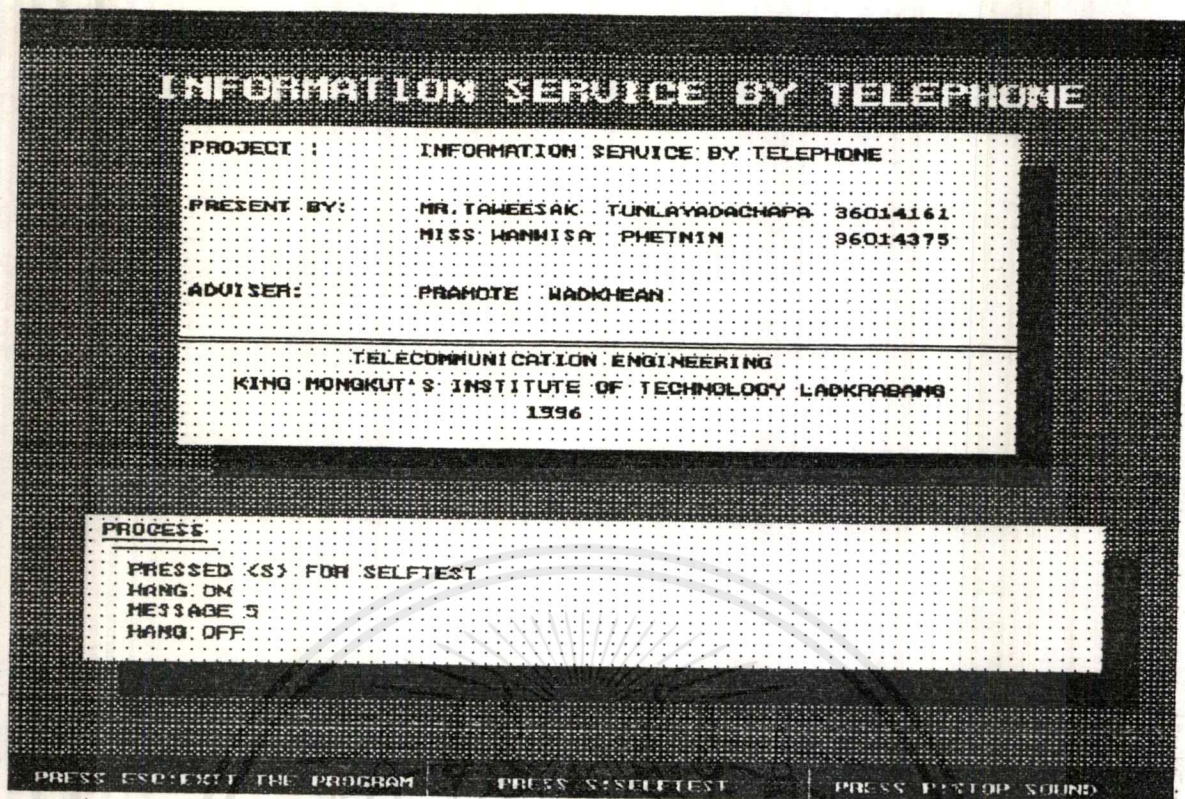 INFORMATION SERVICE BY TELEPHONE
PROJECT : INFORMATION SERVICE BY TELEPHONE
PRESENT BY: MR.TAWEESAK TUNLAYADACHAPA 36014161
MISS WANWISA PHETNIN 36014375
ADVISER: PRAMOTE WADKHEAN
TELECOMMUNICATION ENGINEERING
KING MONGKUT'S INSTITUTE OF TECHNOLOGY LADKRABANG
1996
PROCESS
PRESSED <S> FOR SELFTEST
HANG ON
MESSAGE 5
HANG OFF
PRESS ESC:EXIT THE PROGRAM PRESS S:SELFTEST PRESS P:STOP SOUND